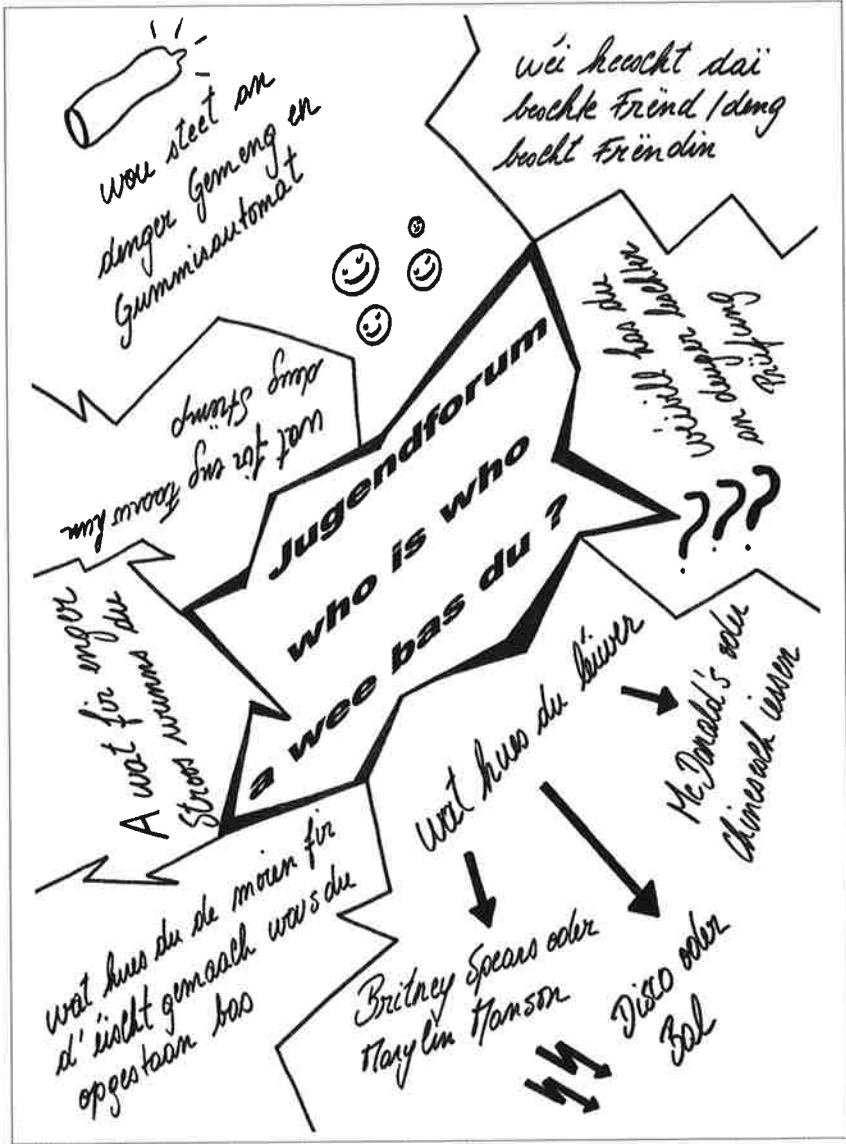 wou steet an
denger Gemeng en
Gummisautomat
wéi heescht daï
beschte Frënd / deng
bescht Frëndin
wéivill has du
an denger leschten
Prüfung
???
wat fir eng Faarw hun
deng Strëmp
Jugendforum
who is who
a wee bas du ?
A wat fir enger
Strooss wunns du
wat hues du léiwer
McDonald's oder
chinesesch iessen
Disco oder
Bal
Britney Spears oder
Marylin Manson
wat hues du de moien fir
d'éischt gemaach wous du
opgestaan bas